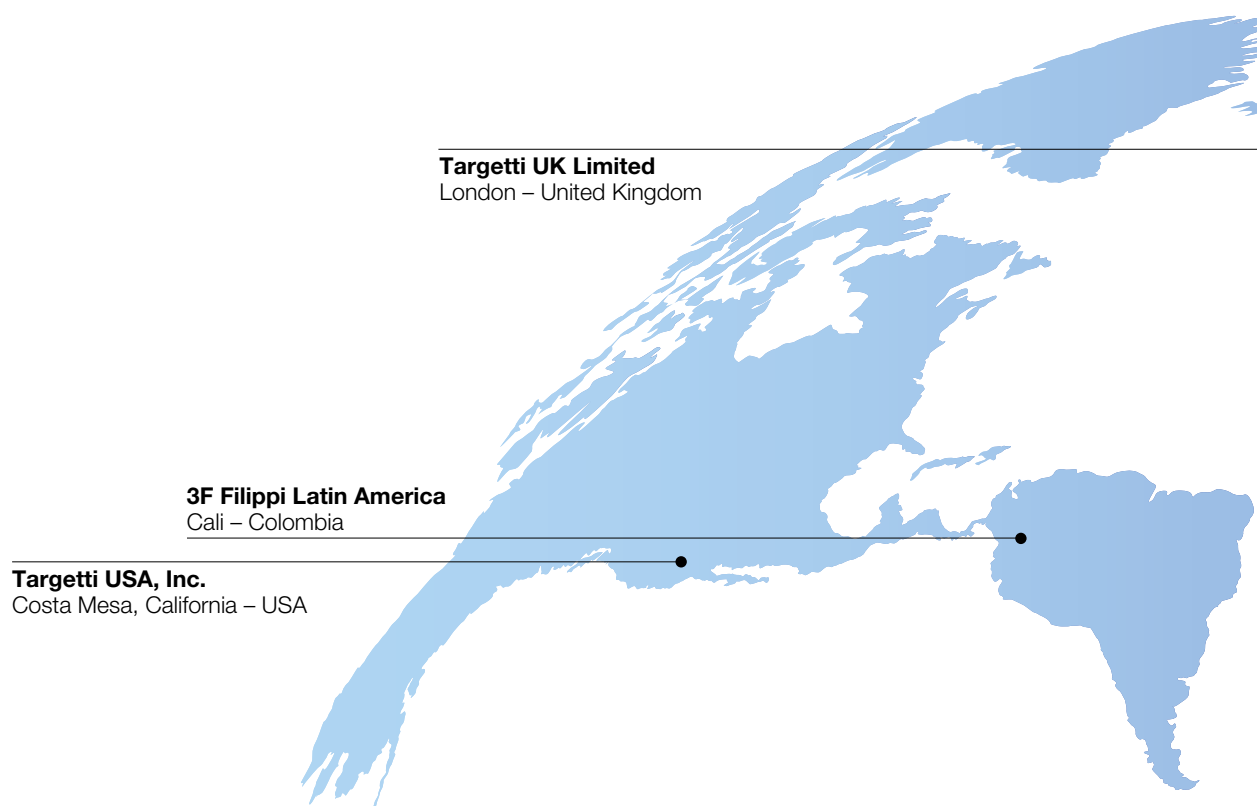 Targetti UK Limited
London – United Kingdom
3F Filippi Latin America
Cali – Colombia
Targetti USA, Inc.
Costa Mesa, California – USA